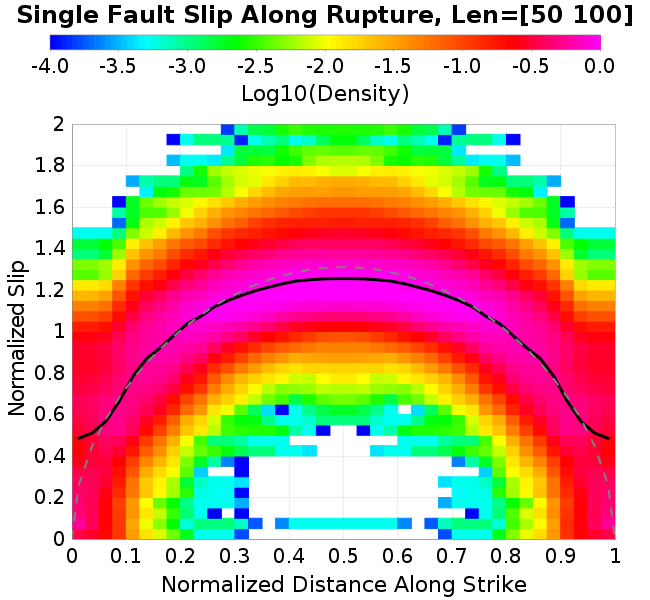 Single Fault Slip Along Rupture, Len=[50 100]
-4.0 -3.5 -3.0 -2.5 -2.0 -1.5 -1.0 -0.5 0.0
Log10(Density)
2
1.8
1.6
1.4
1.2
1
0.8
0.6
0.4
0.2
0
Normalized Slip
0 0.1 0.2 0.3 0.4 0.5 0.6 0.7 0.8 0.9 1
Normalized Distance Along Strike